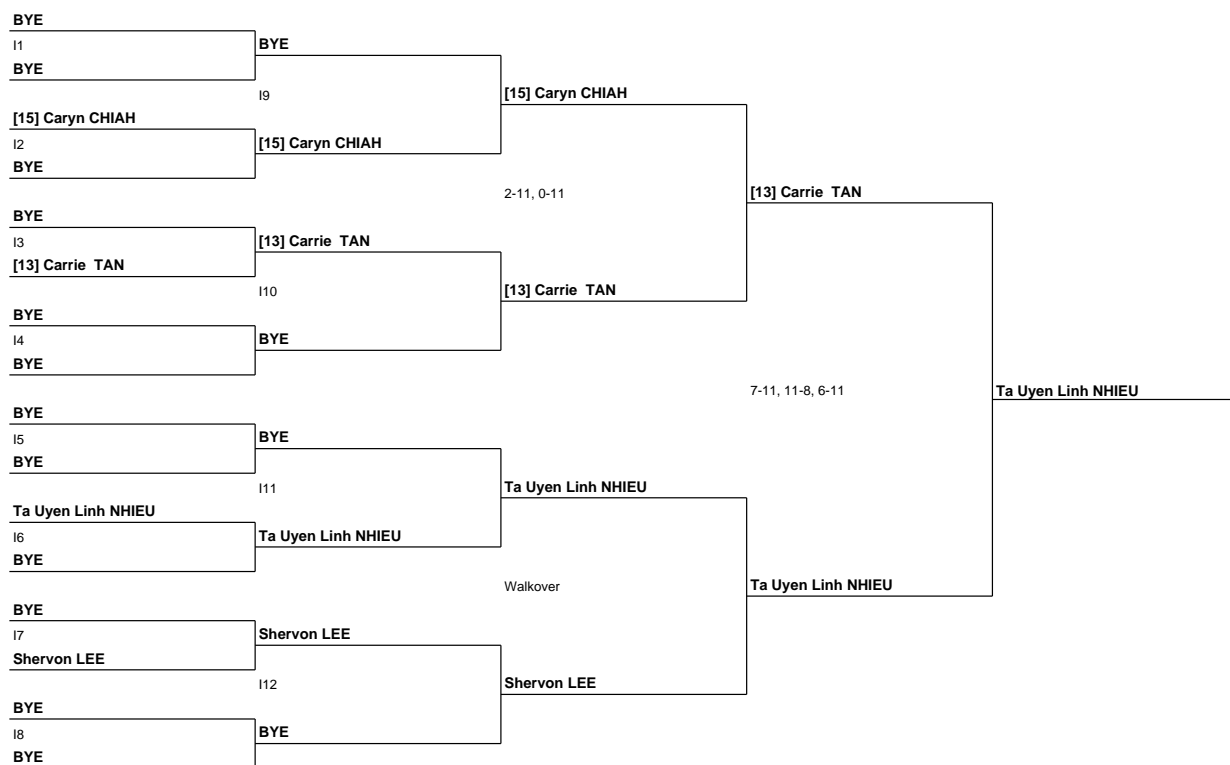 BYE
I1
BYE
BYE
I9
[15] Caryn CHIAH
[15] Caryn CHIAH
I2
[15] Caryn CHIAH
BYE
2-11, 0-11
[13] Carrie  TAN
BYE
I3
[13] Carrie  TAN
[13] Carrie  TAN
I10
[13] Carrie  TAN
BYE
I4
BYE
BYE
7-11, 11-8, 6-11
Ta Uyen Linh NHIEU
BYE
I5
BYE
BYE
I11
Ta Uyen Linh NHIEU
Ta Uyen Linh NHIEU
I6
Ta Uyen Linh NHIEU
BYE
Walkover
Ta Uyen Linh NHIEU
BYE
I7
Shervon LEE
Shervon LEE
I12
Shervon LEE
BYE
I8
BYE
BYE